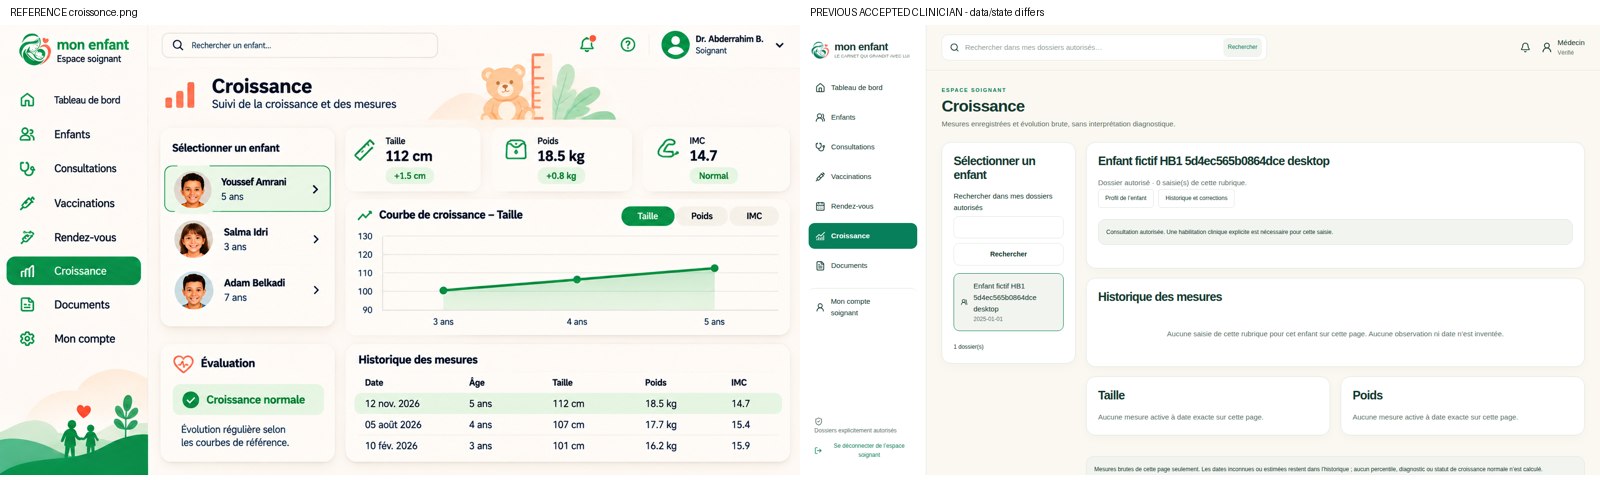 REFERENCE croissonce.png
mon enfant
Espace soignant
Tableau de bord
Enfants
Consultations
Vaccinations
Rendez-vous
Croissance
Documents
Mon compte
Rechercher un enfant...
Dr. Abderrahim B.
Soignant
Croissance
Suivi de la croissance et des mesures
Sélectionner un enfant
Youssef Amrani
5 ans
Salma Idri
3 ans
Adam Belkadi
7 ans
Taille
112 cm
+1.5 cm
Poids
18.5 kg
+0.8 kg
IMC
14.7
Normal
Courbe de croissance – Taille
Taille Poids IMC
130
120
110
100
90
3 ans 4 ans 5 ans
Évaluation
Croissance normale
Évolution régulière selon
les courbes de référence.
Historique des mesures
Date Âge Taille Poids IMC
12 nov. 2026 5 ans 112 cm 18.5 kg 14.7
05 août 2026 4 ans 107 cm 17.7 kg 15.4
10 fév. 2026 3 ans 101 cm 16.2 kg 15.9
PREVIOUS ACCEPTED CLINICIAN - data/state differs
mon enfant
LE CARNET QUI GRANDIT AVEC LUI
Tableau de bord
Enfants
Consultations
Vaccinations
Rendez-vous
Croissance
Documents
Mon compte
soignant
Dossiers explicitement autorisés
Se déconnecter de l'espace
soignant
Rechercher dans mes dossiers autorisés...
Rechercher
Médecin
Vérifié
ESPACE SOIGNANT
Croissance
Mesures enregistrées et évolution brute, sans interprétation diagnostique.
Sélectionner un
enfant
Rechercher dans mes dossiers
autorisés
Rechercher
Enfant fictif HB1
5d4ec565b0864dce
desktop
2025-01-01
1 dossier(s)
Enfant fictif HB1 5d4ec565b0864dce desktop
Dossier autorisé · 0 saisie(s) de cette rubrique.
Profil de l'enfant
Historique et corrections
Consultation autorisée. Une habilitation clinique explicite est nécessaire pour cette saisie.
Historique des mesures
Aucune saisie de cette rubrique pour cet enfant sur cette page. Aucune observation ni date n'est inventée.
Taille
Aucune mesure active à date exacte sur cette page.
Poids
Aucune mesure active à date exacte sur cette page.
Mesures brutes de cette page seulement. Les dates inconnues ou estimées restent dans l'historique ; aucun percentile, diagnostic ou statut de croissance normale n'est calculé.